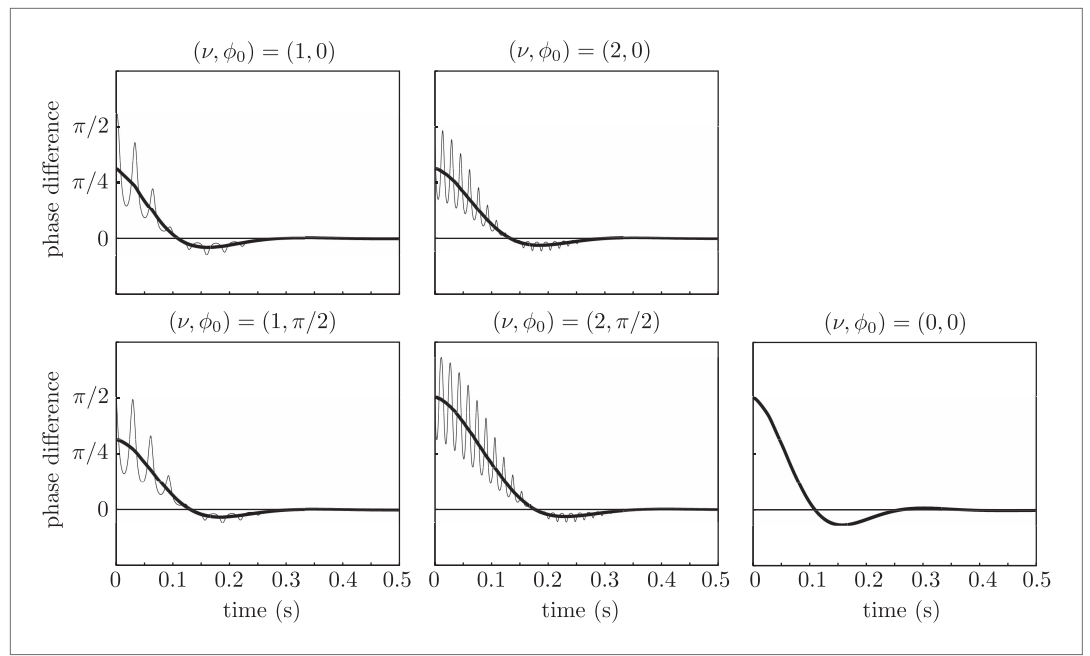 (ν, ϕ₀) = (1, 0)
(ν, ϕ₀) = (2, 0)
phase difference
π/2
π/4
0
(ν, ϕ₀) = (1, π/2)
(ν, ϕ₀) = (2, π/2)
(ν, ϕ₀) = (0, 0)
phase difference
π/2
π/4
0
0 0.1 0.2 0.3 0.4 0.5
0 0.1 0.2 0.3 0.4 0.5
0 0.1 0.2 0.3 0.4 0.5
time (s)
time (s)
time (s)